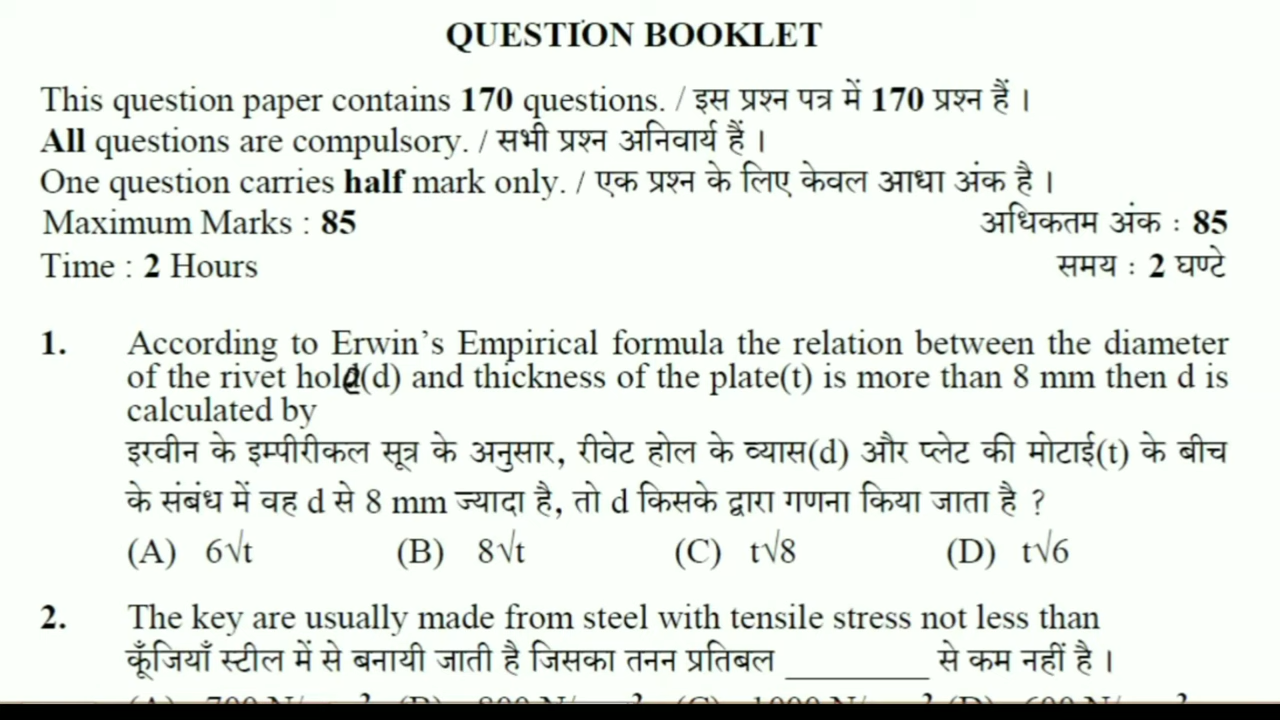 QUESTION BOOKLET
This question paper contains 170 questions. / इस प्रश्न पत्र में 170 प्रश्न हैं ।
All questions are compulsory. / सभी प्रश्न अनिवार्य हैं ।
One question carries half mark only. / एक प्रश्न के लिए केवल आधा अंक है ।
Maximum Marks : 85 अधिकतम अंक : 85
Time : 2 Hours समय : 2 घण्टे
1. According to Erwin's Empirical formula the relation between the diameter
of the rivet hole(d) and thickness of the plate(t) is more than 8 mm then d is
calculated by
इरवीन के इम्पीरीकल सूत्र के अनुसार, रीवेट होल के व्यास(d) और प्लेट की मोटाई(t) के बीच
के संबंध में वह d से 8 mm ज्यादा है, तो d किसके द्वारा गणना किया जाता है ?
(A) 6√t (B) 8√t (C) t√8 (D) t√6
2. The key are usually made from steel with tensile stress not less than
कूँजियाँ स्टील में से बनायी जाती है जिसका तनन प्रतिबल ________ से कम नहीं है ।